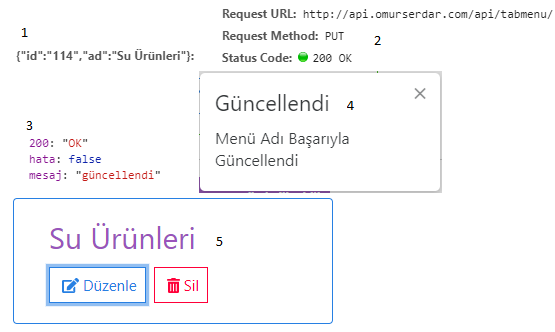 1
{"id":"114","ad":"Su Ürünleri"}:
Request URL: http://api.omurserdar.com/api/tabmenu/
Request Method: PUT
2
Status Code: 200 OK
3
200: "OK"
hata: false
mesaj: "güncellendi"
Güncellendi 4 ×
Menü Adı Başarıyla
Güncellendi
Su Ürünleri 5
Düzenle Sil